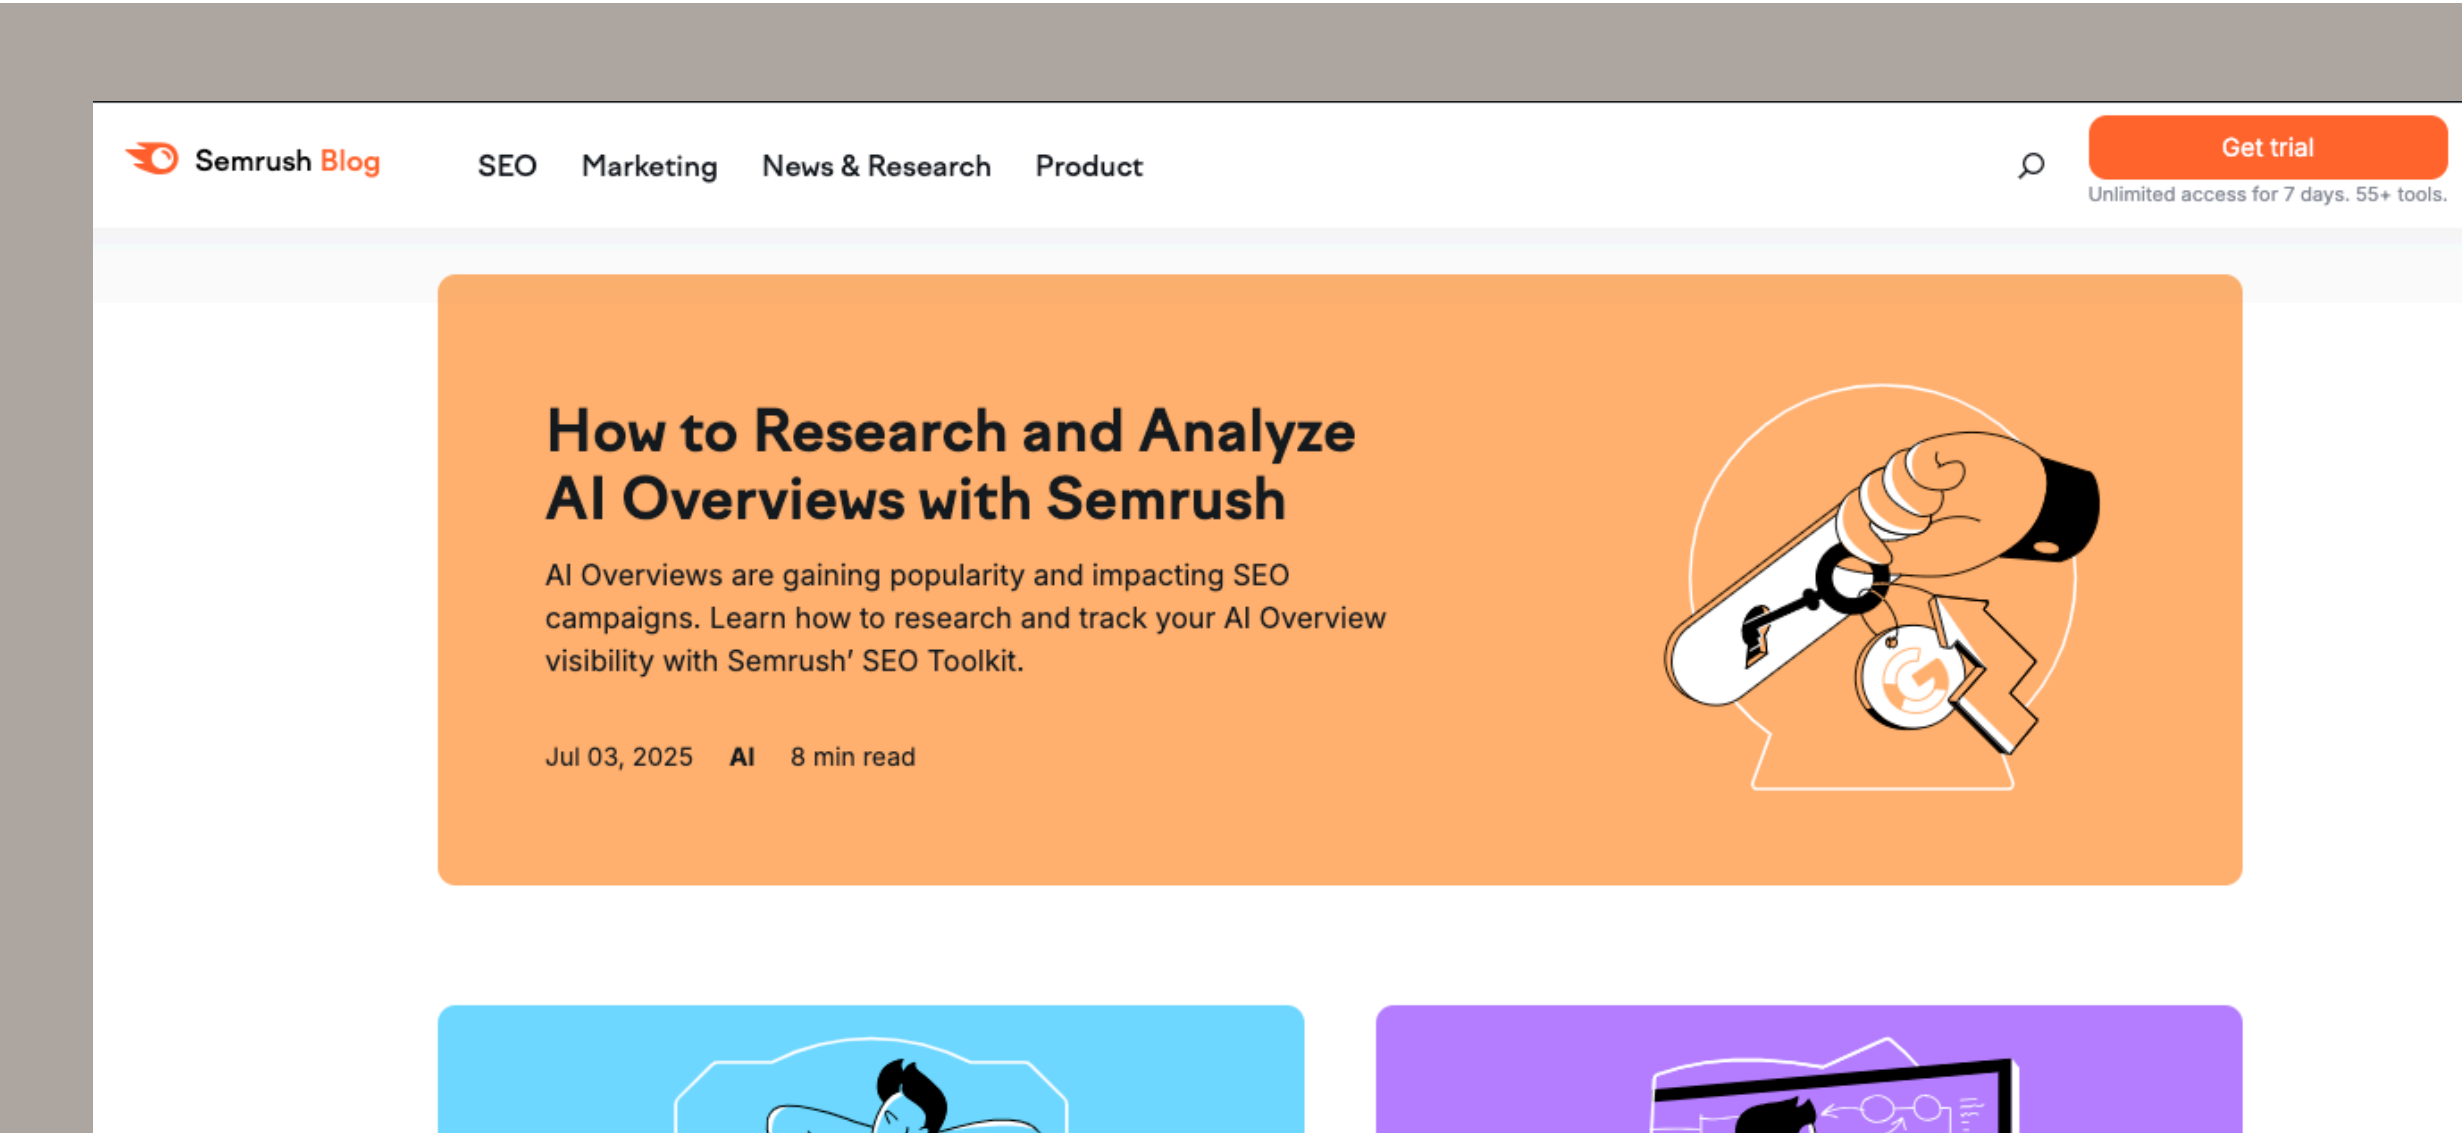 Semrush Blog
SEO
Marketing
News & Research
Product
Get trial
Unlimited access for 7 days. 55+ tools.
How to Research and Analyze
AI Overviews with Semrush
AI Overviews are gaining popularity and impacting SEO
campaigns. Learn how to research and track your AI Overview
visibility with Semrush’ SEO Toolkit.
Jul 03, 2025 AI 8 min read
G